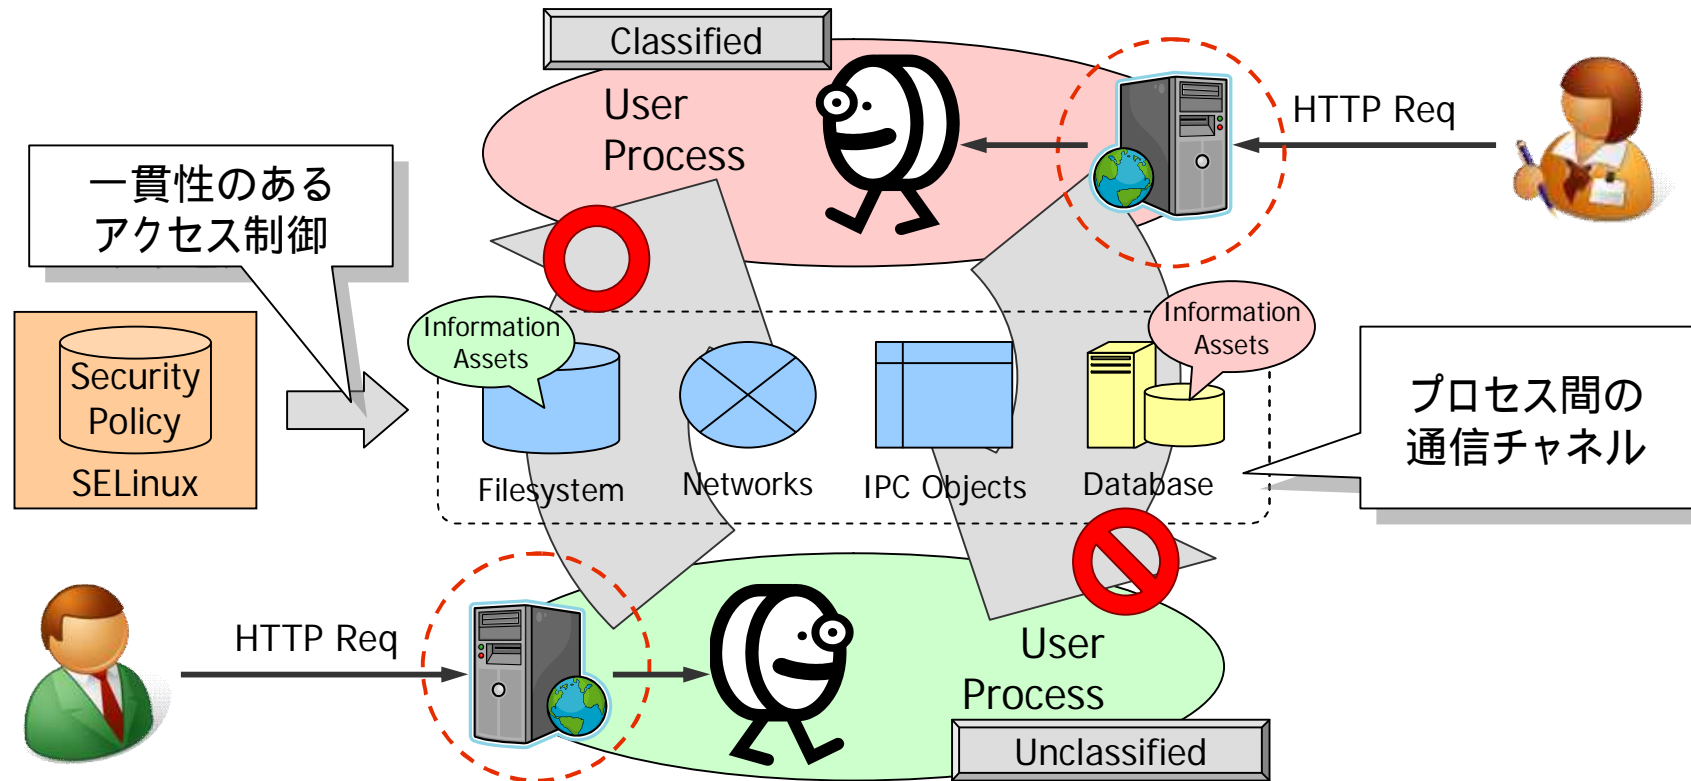 Classified
User
Process
HTTP Req
一貫性のある
アクセス制御
Information
Assets
Information
Assets
Security
Policy
SELinux
プロセス間の
通信チャネル
Filesystem
Networks
IPC Objects
Database
HTTP Req
User
Process
Unclassified